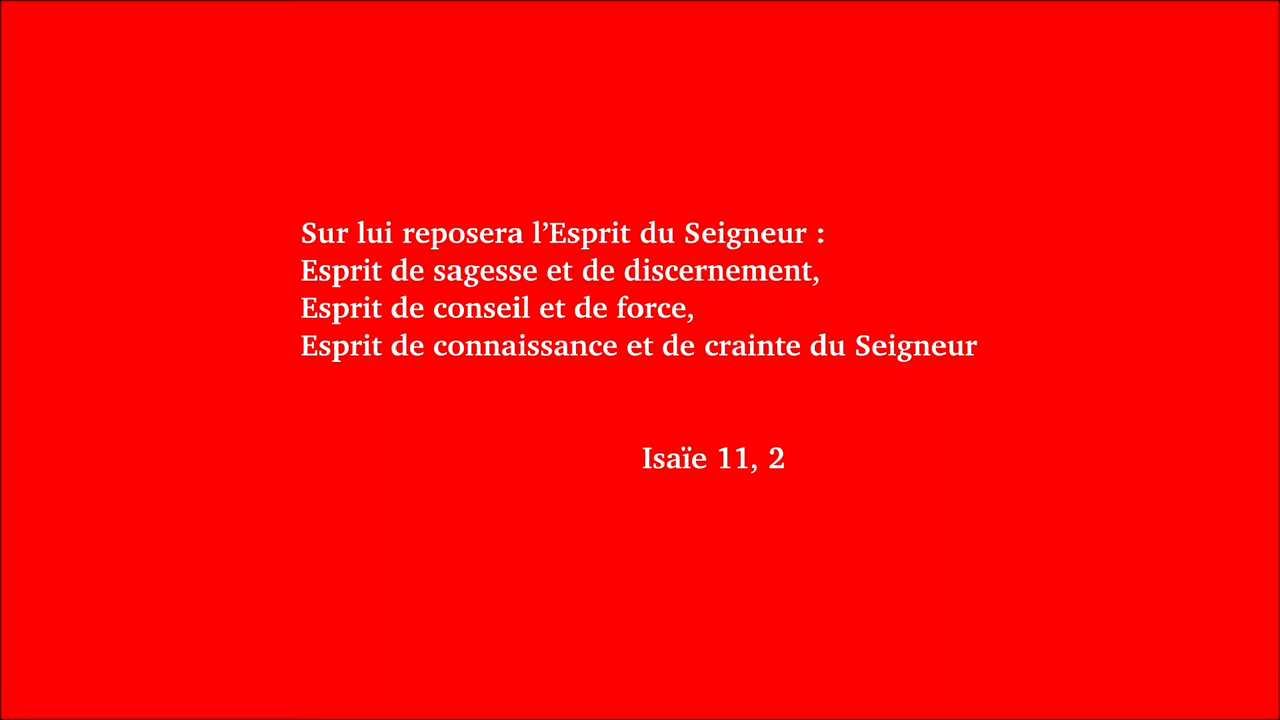 Sur lui reposera l’Esprit du Seigneur :
Esprit de sagesse et de discernement,
Esprit de conseil et de force,
Esprit de connaissance et de crainte du Seigneur
Isaïe 11, 2